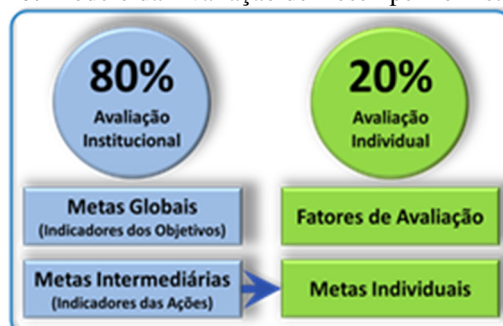 80%
Avaliação
Institucional
20%
Avaliação
Individual
Metas Globais
(Indicadores dos Objetivos)
Fatores de Avaliação
Metas Intermediárias
(Indicadores das Ações)
Metas Individuais